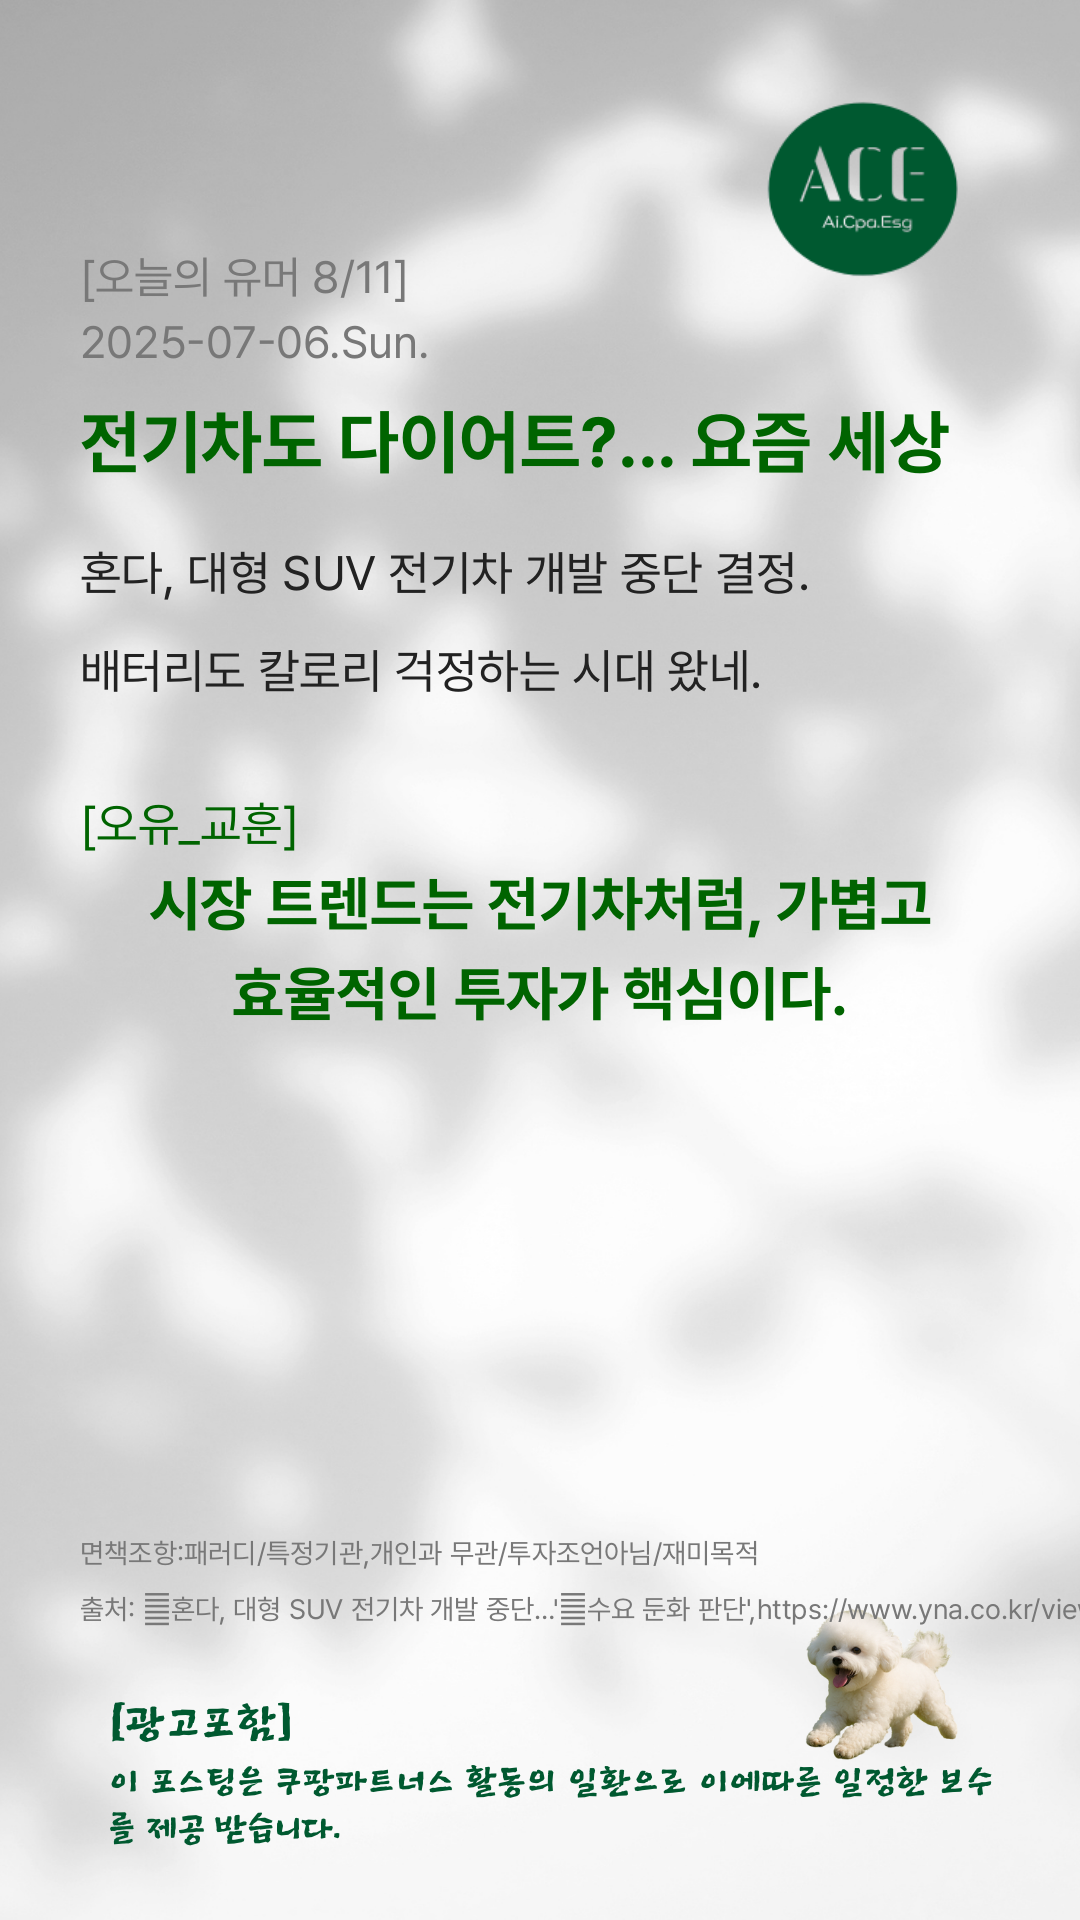 ACE
Ai.Cpa.Esg
[오늘의 유머 8/11]
2025-07-06.Sun.
전기차도 다이어트?... 요즘 세상
혼다, 대형 SUV 전기차 개발 중단 결정.
배터리도 칼로리 걱정하는 시대 왔네.
[오유_교훈]
시장 트렌드는 전기차처럼, 가볍고
효율적인 투자가 핵심이다.
면책조항:패러디/특정기관,개인과 무관/투자조언아님/재미목적
출처: 혼다, 대형 SUV 전기차 개발 중단…'수요 둔화 판단',https://www.yna.co.kr/vie
[광고포함]
이 포스팅은 쿠팡파트너스 활동의 일환으로 이에따른 일정한 보수
를 제공 받습니다.